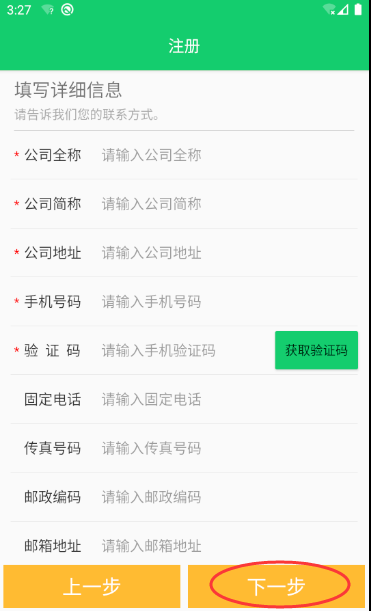 3:27
注册
填写详细信息
请告诉我们您的联系方式。
* 公司全称 请输入公司全称
* 公司简称 请输入公司简称
* 公司地址 请输入公司地址
* 手机号码 请输入手机号码
* 验 证 码 请输入手机验证码 获取验证码
固定电话 请输入固定电话
传真号码 请输入传真号码
邮政编码 请输入邮政编码
邮箱地址 请输入邮箱地址
上一步 下一步